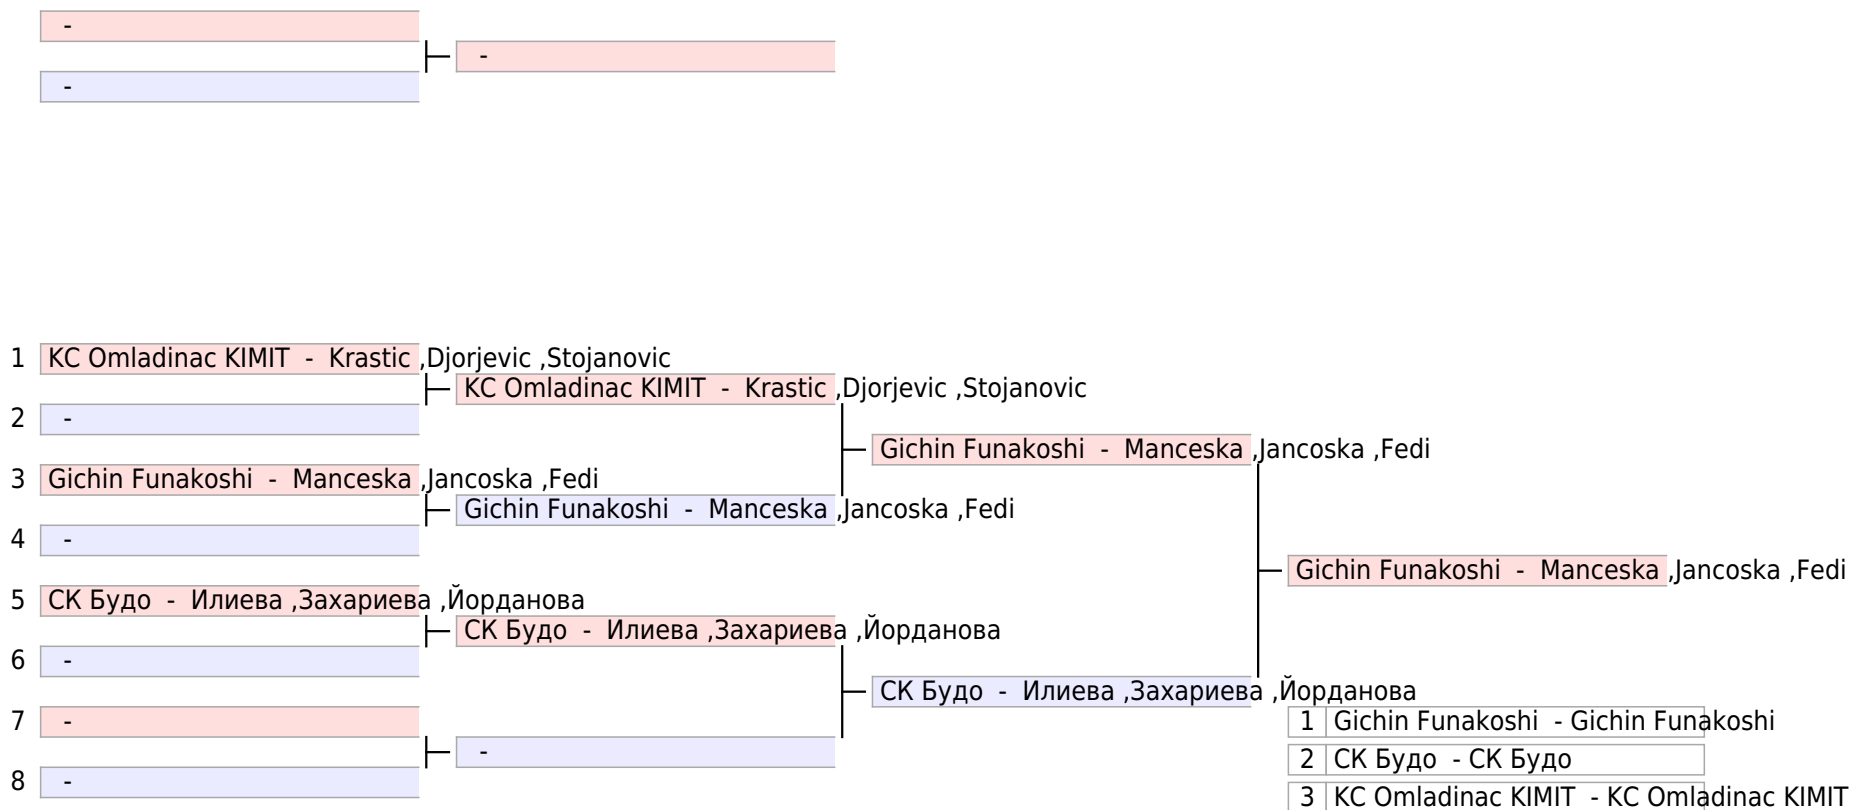 -
-
-
1 KC Omladinac KIMIT - Krastic ,Djorjevic ,Stojanovic
KC Omladinac KIMIT - Krastic ,Djorjevic ,Stojanovic
2 -
Gichin Funakoshi - Manceska ,Jancoska ,Fedi
3 Gichin Funakoshi - Manceska ,Jancoska ,Fedi
Gichin Funakoshi - Manceska ,Jancoska ,Fedi
4 -
Gichin Funakoshi - Manceska ,Jancoska ,Fedi
5 СК Будо - Илиева ,Захариева ,Йорданова
СК Будо - Илиева ,Захариева ,Йорданова
6 -
СК Будо - Илиева ,Захариева ,Йорданова
7 -
1 Gichin Funakoshi - Gichin Funakoshi
-
2 СК Будо - СК Будо
8 -
3 KC Omladinac KIMIT - KC Omladinac KIMIT